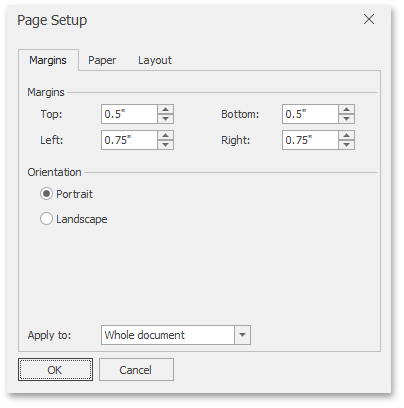 Page Setup
Margins Paper Layout
Margins
Top: 0.5" Bottom: 0.5"
Left: 0.75" Right: 0.75"
Orientation
Portrait
Landscape
Apply to: Whole document
OK Cancel